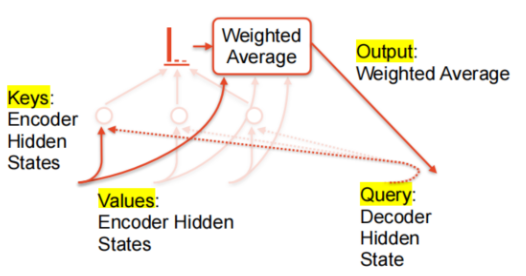 Weighted
Average
Output:
Weighted Average
Keys:
Encoder
Hidden
States
Values:
Encoder Hidden
States
Query:
Decoder
Hidden
State